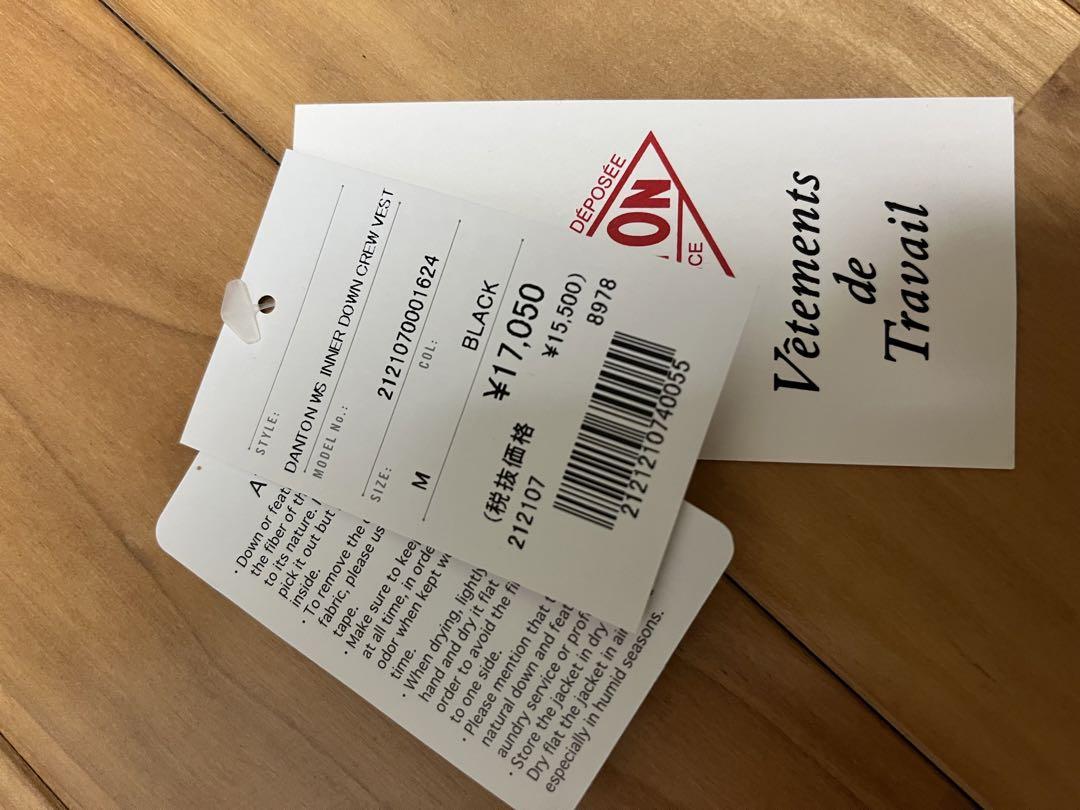 STYLE:
DANTON WS INNER DOWN CREW VEST
MODEL No.:
2121070001624
SIZE:
COL:
M
BLACK
¥17,050
(税抜価格
¥15,500)
212107
8978
2121210740055
DÉPOSÉE
ON
CE
Vêtements
de
Travail
A
· Down or feat
the fiber of th
to its nature.
pick it out but
inside.
· To remove the
fabric, please us
tape.
· Make sure to keep
at all time, in orde
odor when kept w
time.
· When drying, lightly
hand and dry it flat
order to avoid the fi
to one side.
· Please mention that
natural down and feat
aundry service or prof
· Store the jacket in dry
Dry flat the jacket in air
especially in humid seasons.